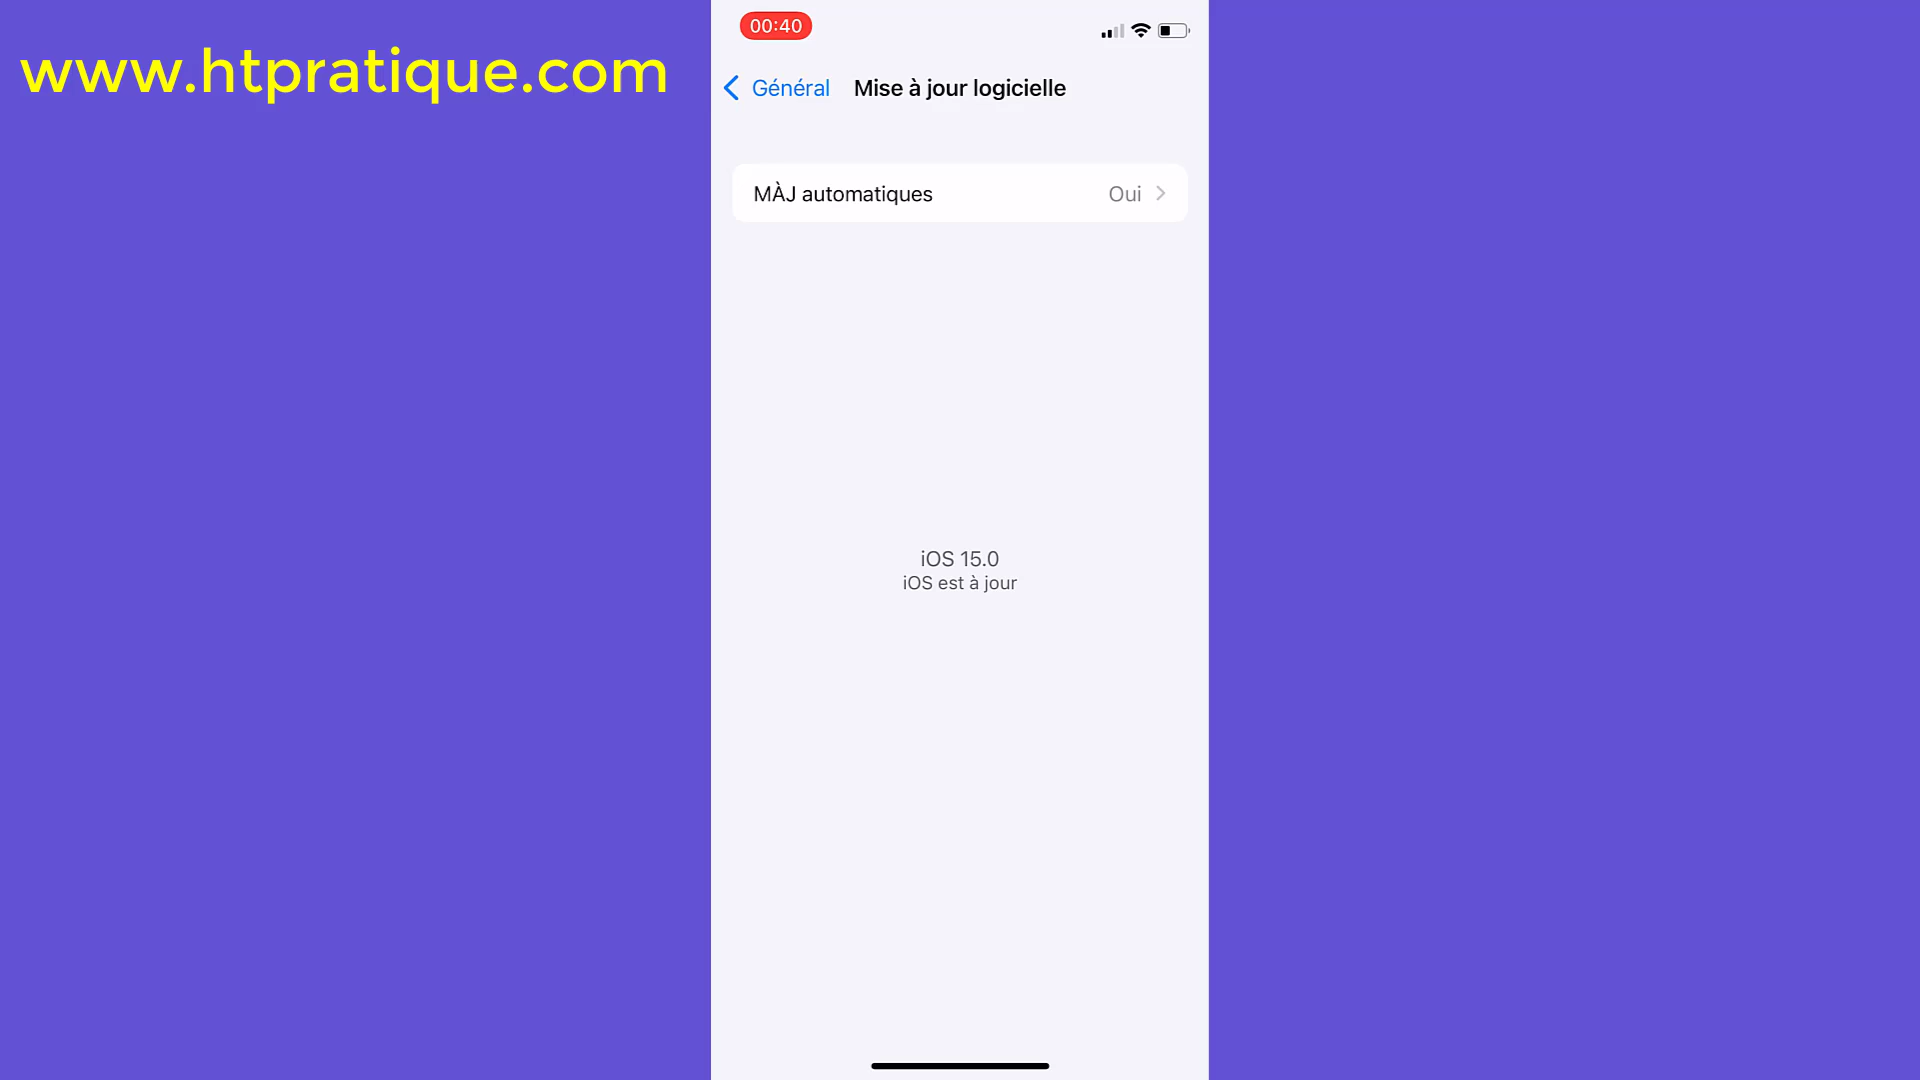 www.htpratique.com
00:40
Général Mise à jour logicielle
MÀJ automatiques Oui
iOS 15.0
iOS est à jour